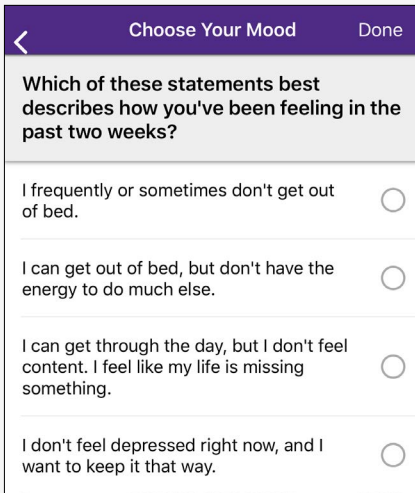 Choose Your Mood Done
Which of these statements best
describes how you've been feeling in the
past two weeks?
I frequently or sometimes don't get out
of bed.
I can get out of bed, but don't have the
energy to do much else.
I can get through the day, but I don't feel
content. I feel like my life is missing
something.
I don't feel depressed right now, and I
want to keep it that way.